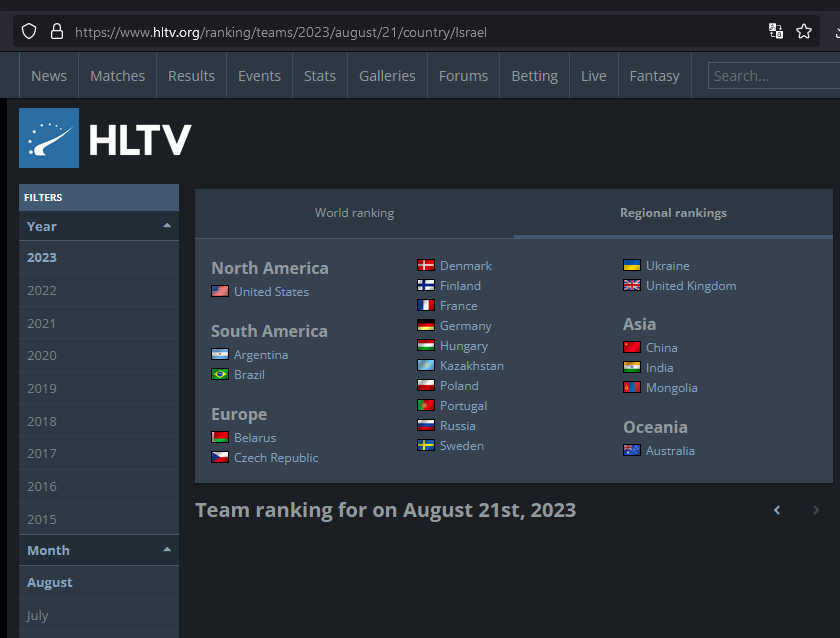 https://www.hltv.org/ranking/teams/2023/august/21/country/Israel
News Matches Results Events Stats Galleries Forums Betting Live Fantasy Search...
HLTV
FILTERS
Year
2023
2022
2021
2020
2019
2018
2017
2016
2015
Month
August
July
World ranking Regional rankings
North America
United States
South America
Argentina
Brazil
Europe
Belarus
Czech Republic
Denmark
Finland
France
Germany
Hungary
Kazakhstan
Poland
Portugal
Russia
Sweden
Ukraine
United Kingdom
Asia
China
India
Mongolia
Oceania
Australia
Team ranking for on August 21st, 2023